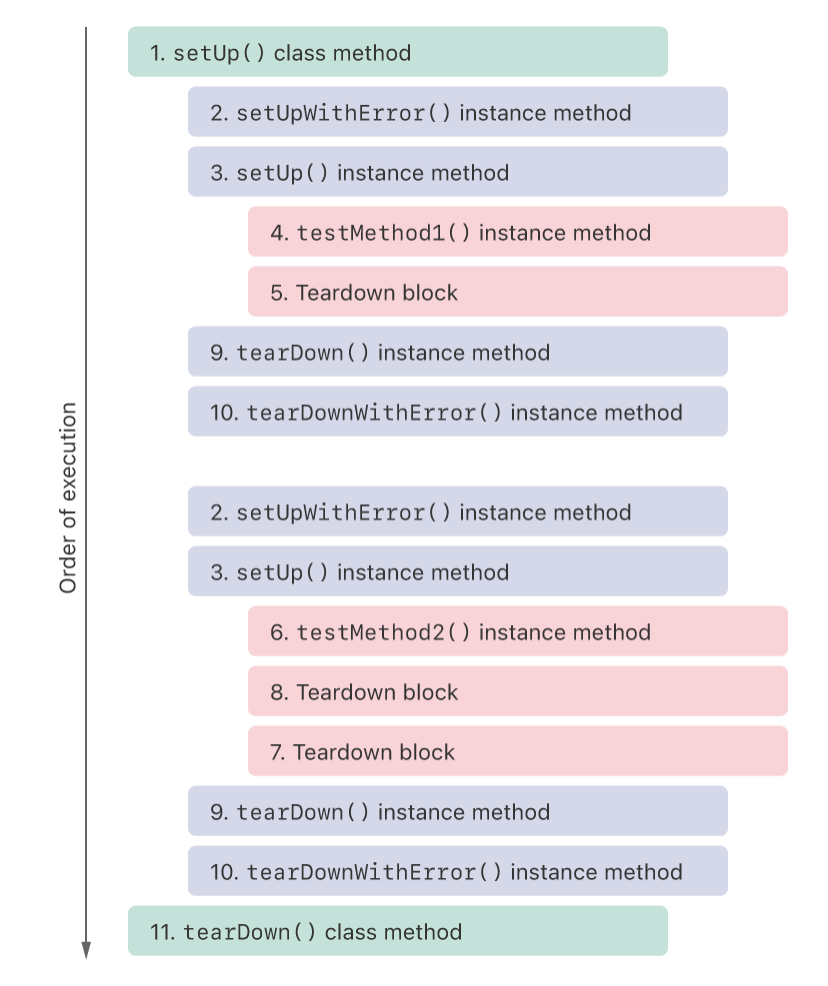 1. setUp() class method
2. setUpWithError() instance method
3. setUp() instance method
4. testMethod1() instance method
5. Teardown block
9. tearDown() instance method
10. tearDownWithError() instance method
Order of execution
2. setUpWithError() instance method
3. setUp() instance method
6. testMethod2() instance method
8. Teardown block
7. Teardown block
9. tearDown() instance method
10. tearDownWithError() instance method
11. tearDown() class method